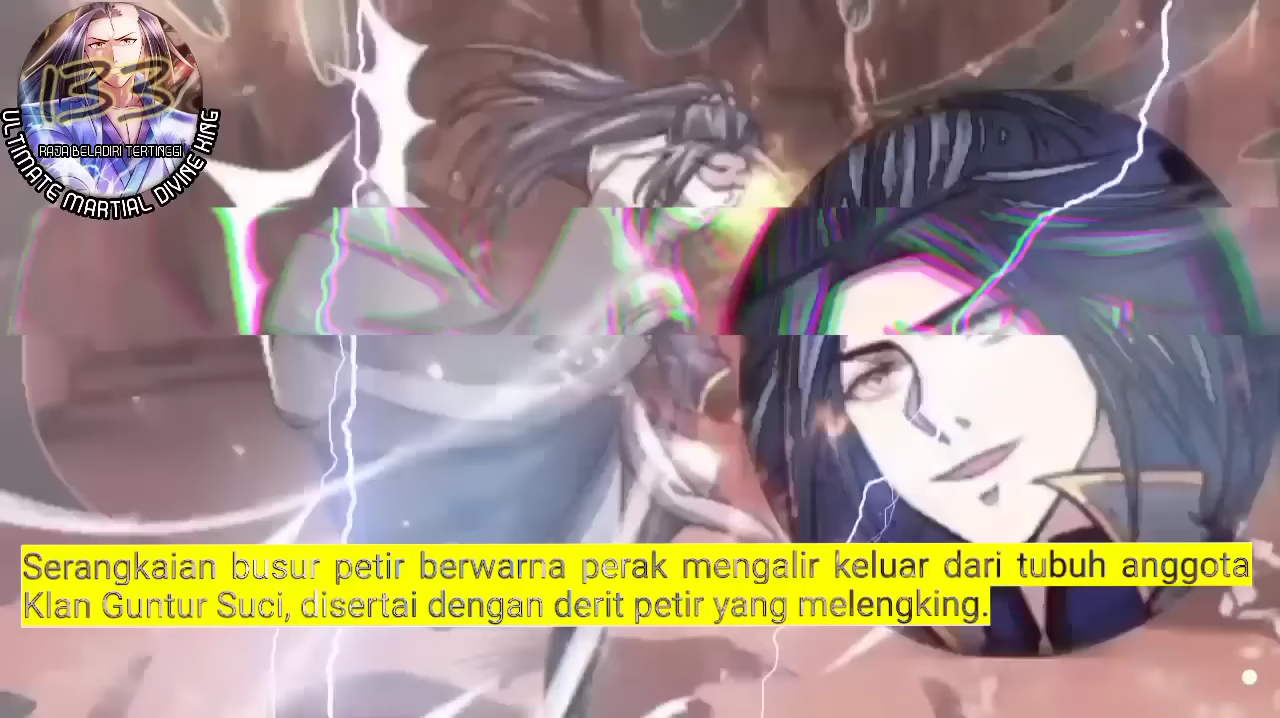 133
RAJA BELADIRI TERTINGGI
ULTIMATE MARTIAL DIVINE KING
Serangkaian busur petir berwarna perak mengalir keluar dari tubuh anggota
Klan Guntur Suci, disertai dengan derit petir yang melengking.